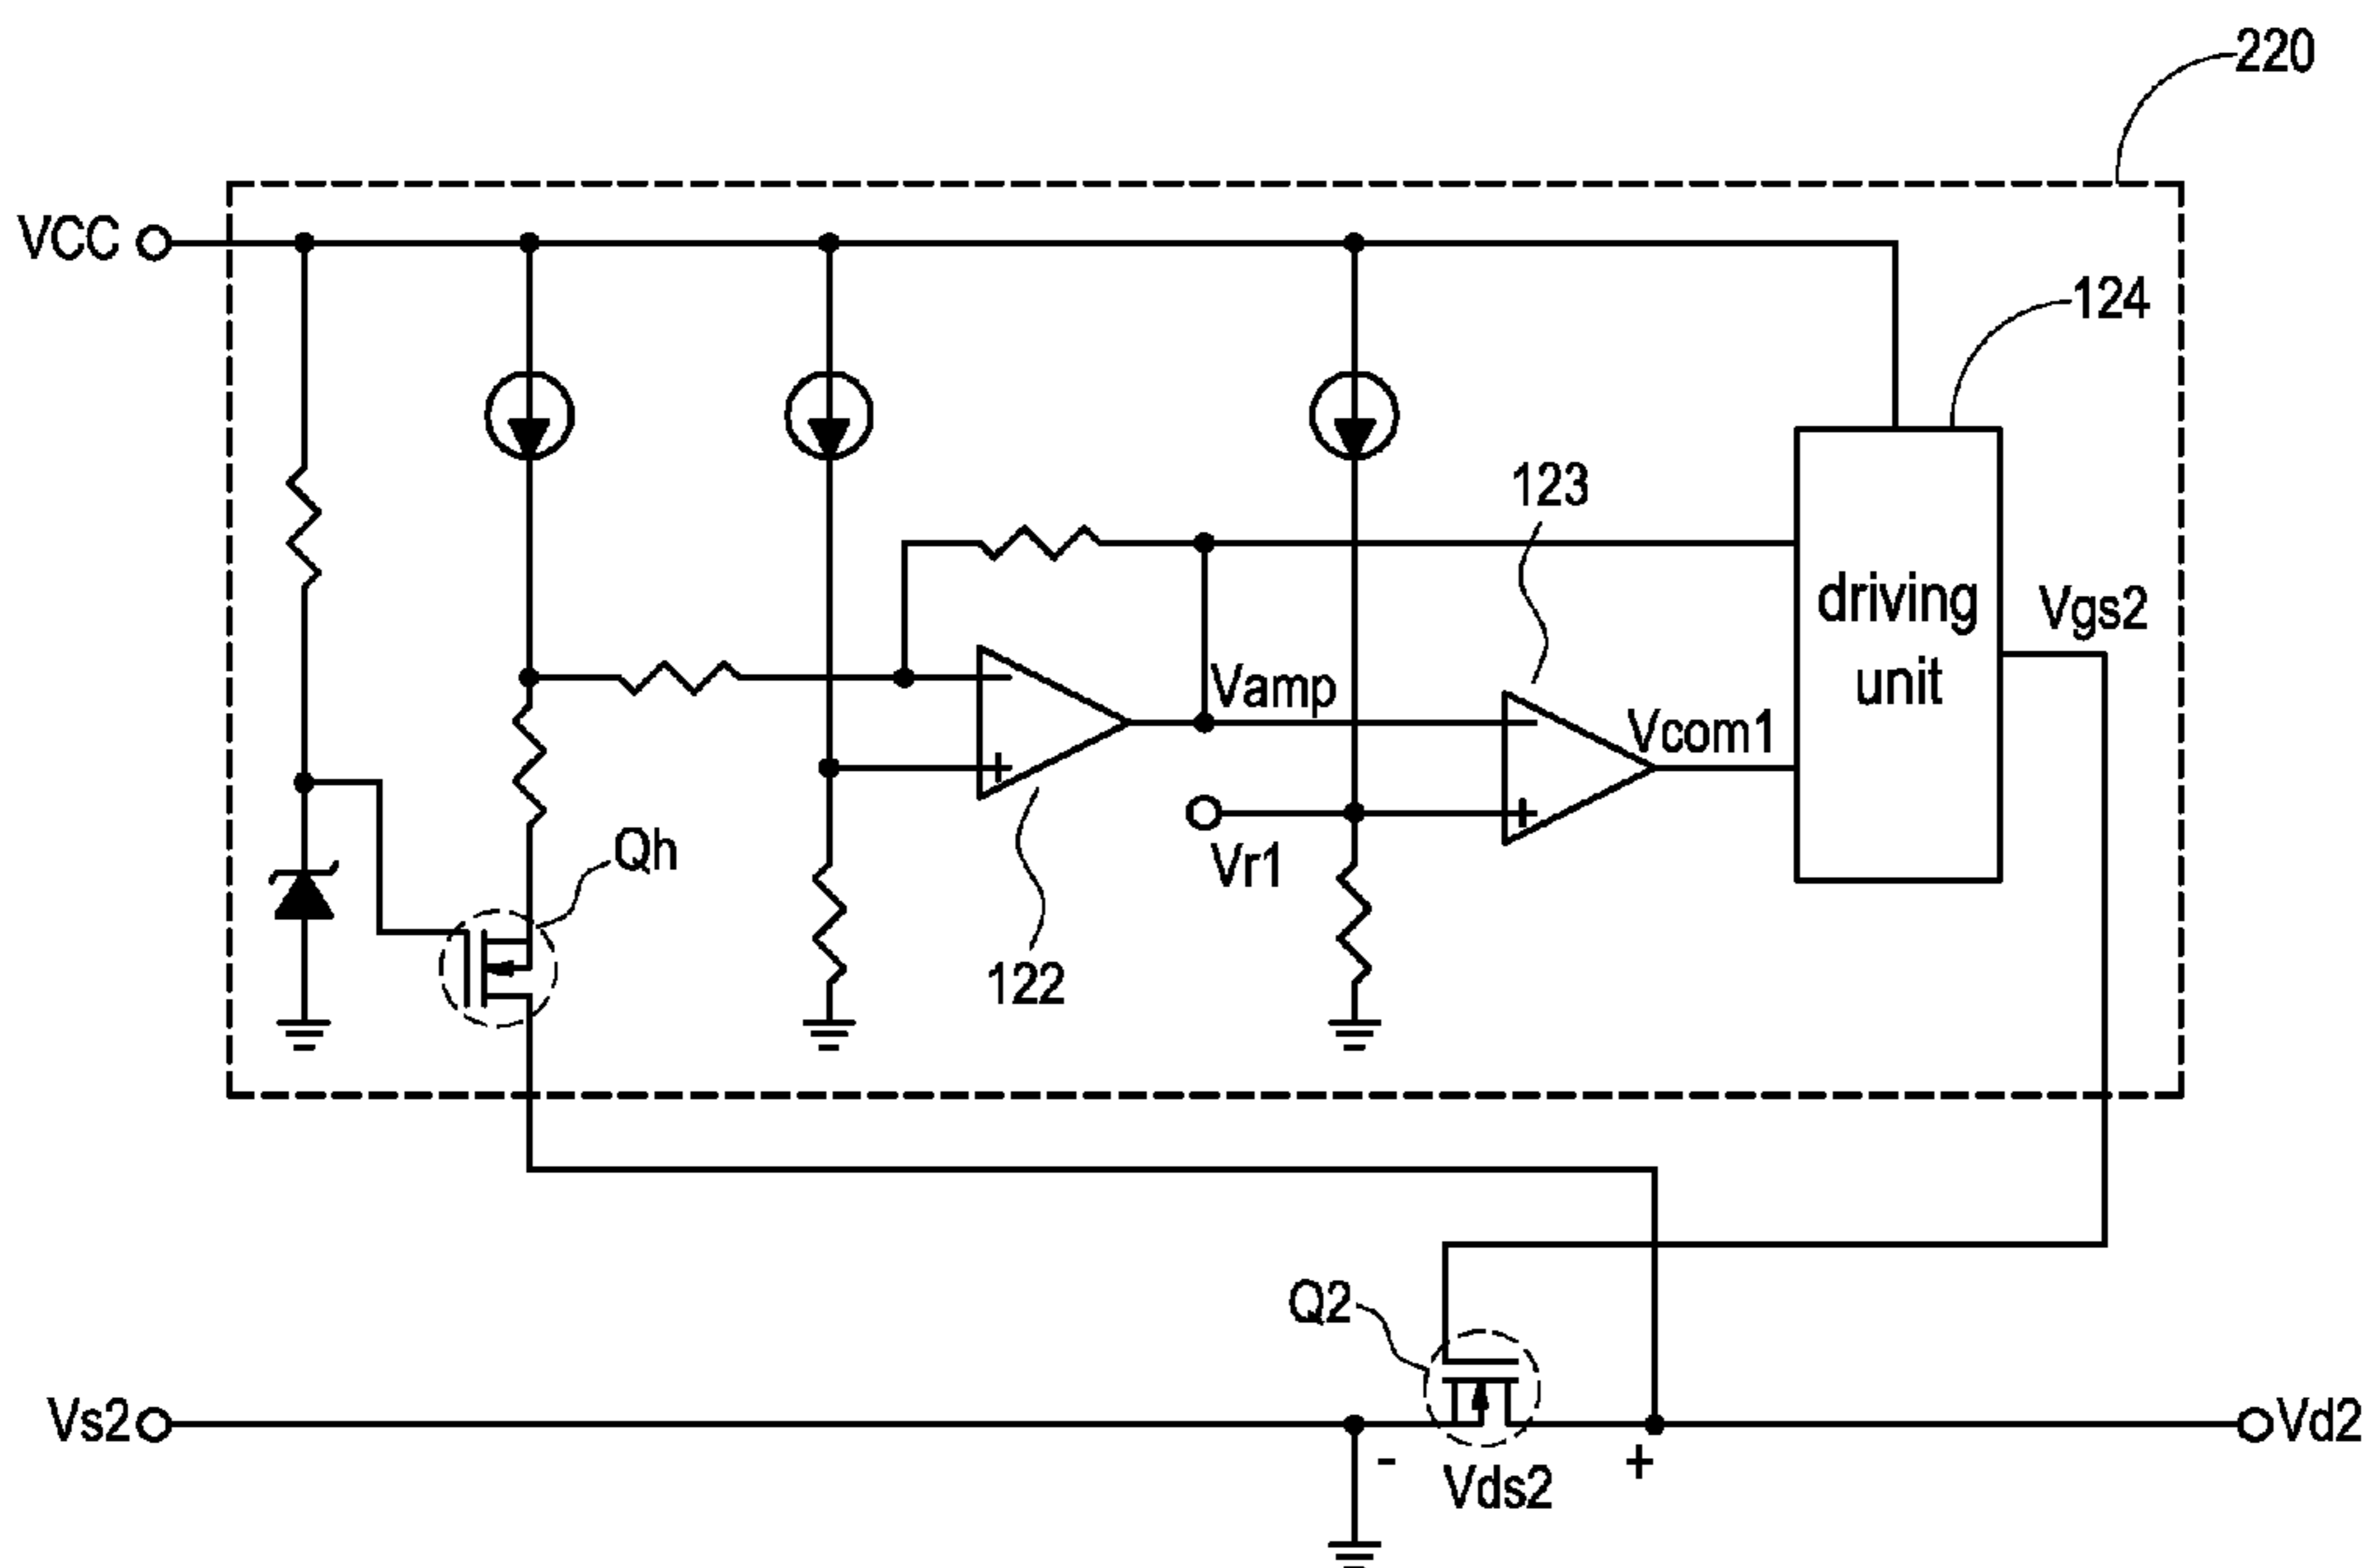 220
VCC
124
123
driving
unit
Vgs2
Vamp
Vcom1
Vr1
Qh
122
Q2
Vs2
Vd2
- Vds2 +